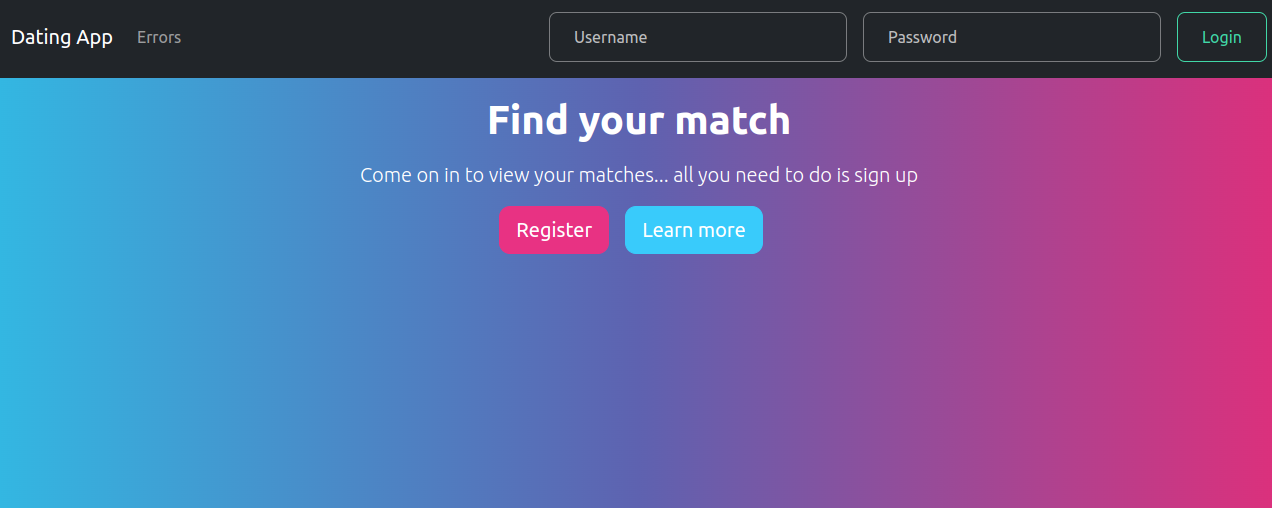 Dating App Errors Username Password Login
Find your match
Come on in to view your matches... all you need to do is sign up
Register Learn more